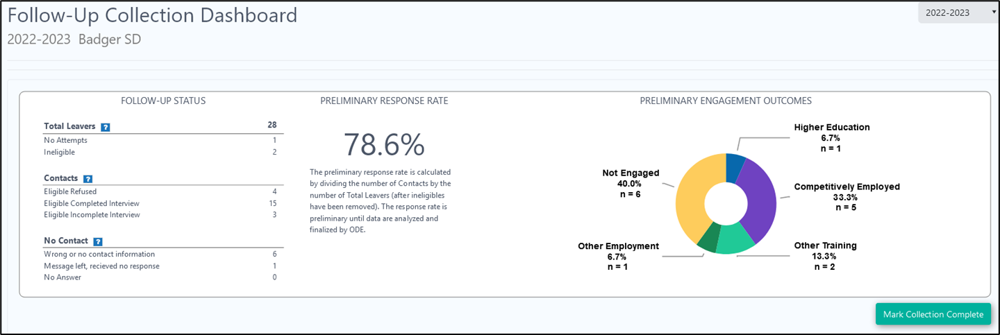 Follow-Up Collection Dashboard
2022-2023
2022-2023 Badger SD
FOLLOW-UP STATUS
Total Leavers ? 28
No Attempts 1
Ineligible 2
Contacts ?
Eligible Refused 4
Eligible Completed Interview 15
Eligible Incomplete Interview 3
No Contact ?
Wrong or no contact information 6
Message left, recieved no response 1
No Answer 0
PRELIMINARY RESPONSE RATE
78.6%
The preliminary response rate is calculated
by dividing the number of Contacts by the
number of Total Leavers (after ineligibles
have been removed). The response rate is
preliminary until data are analyzed and
finalized by ODE.
PRELIMINARY ENGAGEMENT OUTCOMES
Higher Education
6.7%
n = 1
Not Engaged
40.0%
n = 6
Competitively Employed
33.3%
n = 5
Other Employment
6.7%
n = 1
Other Training
13.3%
n = 2
Mark Collection Complete